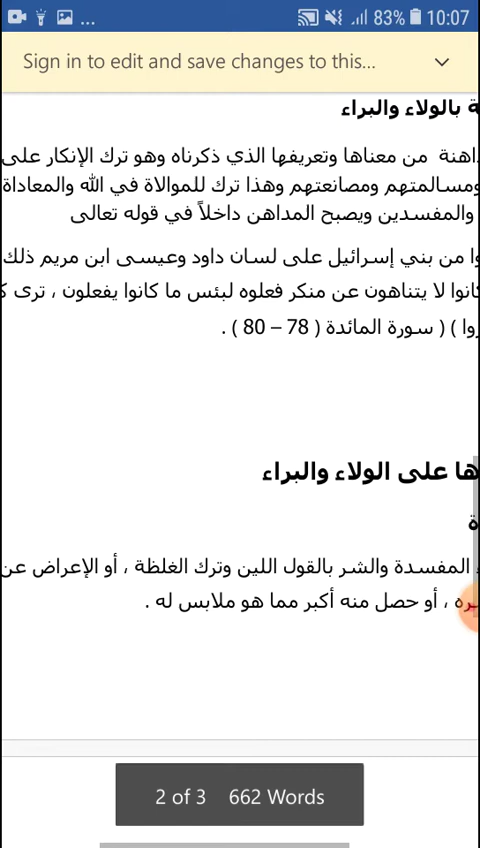 83% 10:07
Sign in to edit and save changes to this...
ة بالولاء والبراء
اهنة من معناها وتعريفها الذي ذكرناه وهو ترك الإنكار على
ومسالمتهم ومصانعتهم وهذا ترك للموالاة في الله والمعاداة
والمفسدين ويصبح المداهن داخلاً في قوله تعالى
وا من بني إسرائيل على لسان داود وعيسى ابن مريم ذلك
كانوا لا يتناهون عن منكر فعلوه لبئس ما كانوا يفعلون ، ترى ك
روا ) ( سورة المائدة ( 78 – 80 ) .
ها على الولاء والبراء
ة
المفسدة والشر بالقول اللين وترك الغلظة ، أو الإعراض عن
ره ، أو حصل منه أكبر مما هو ملابس له .
2 of 3 662 Words